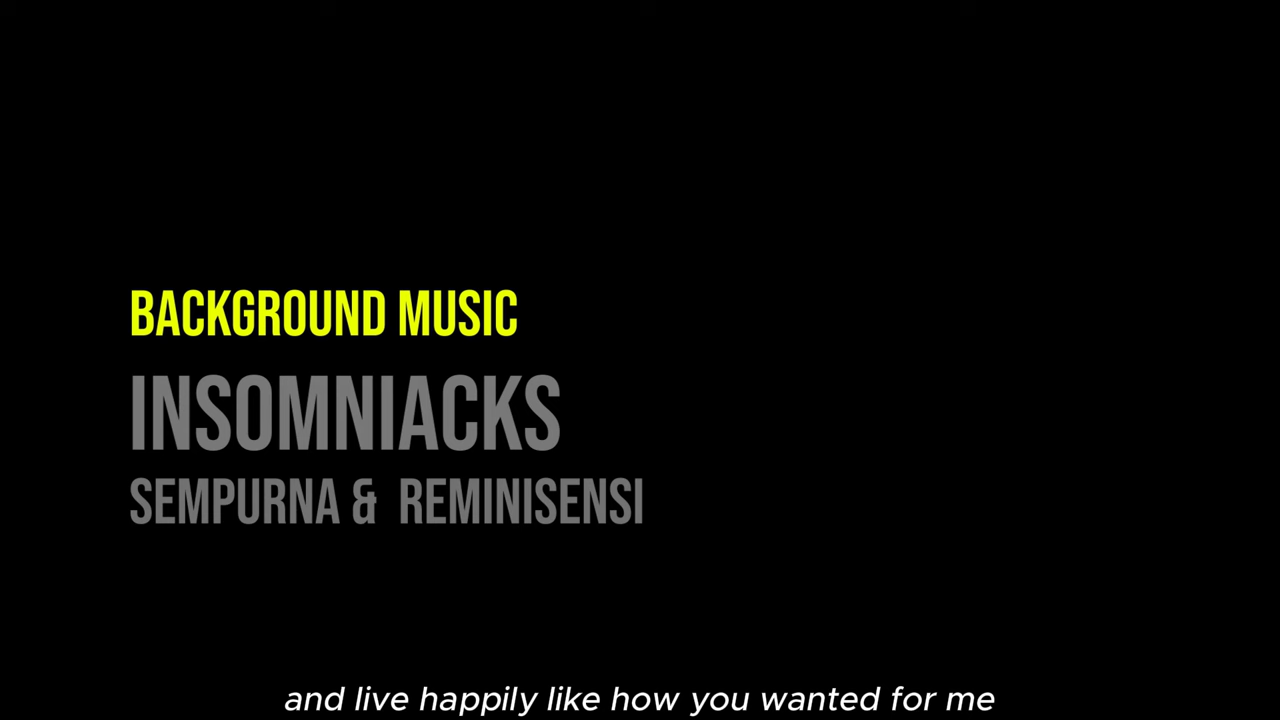 BACKGROUND MUSIC
INSOMNIACKS
SEMPURNA & REMINISENSI
and live happily like how you wanted for me